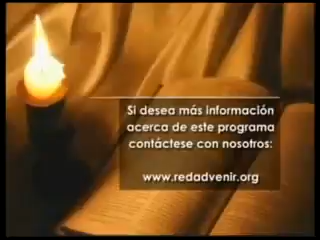 Si desea más información
acerca de este programa
contáctese con nosotros:
www.redadvenir.org